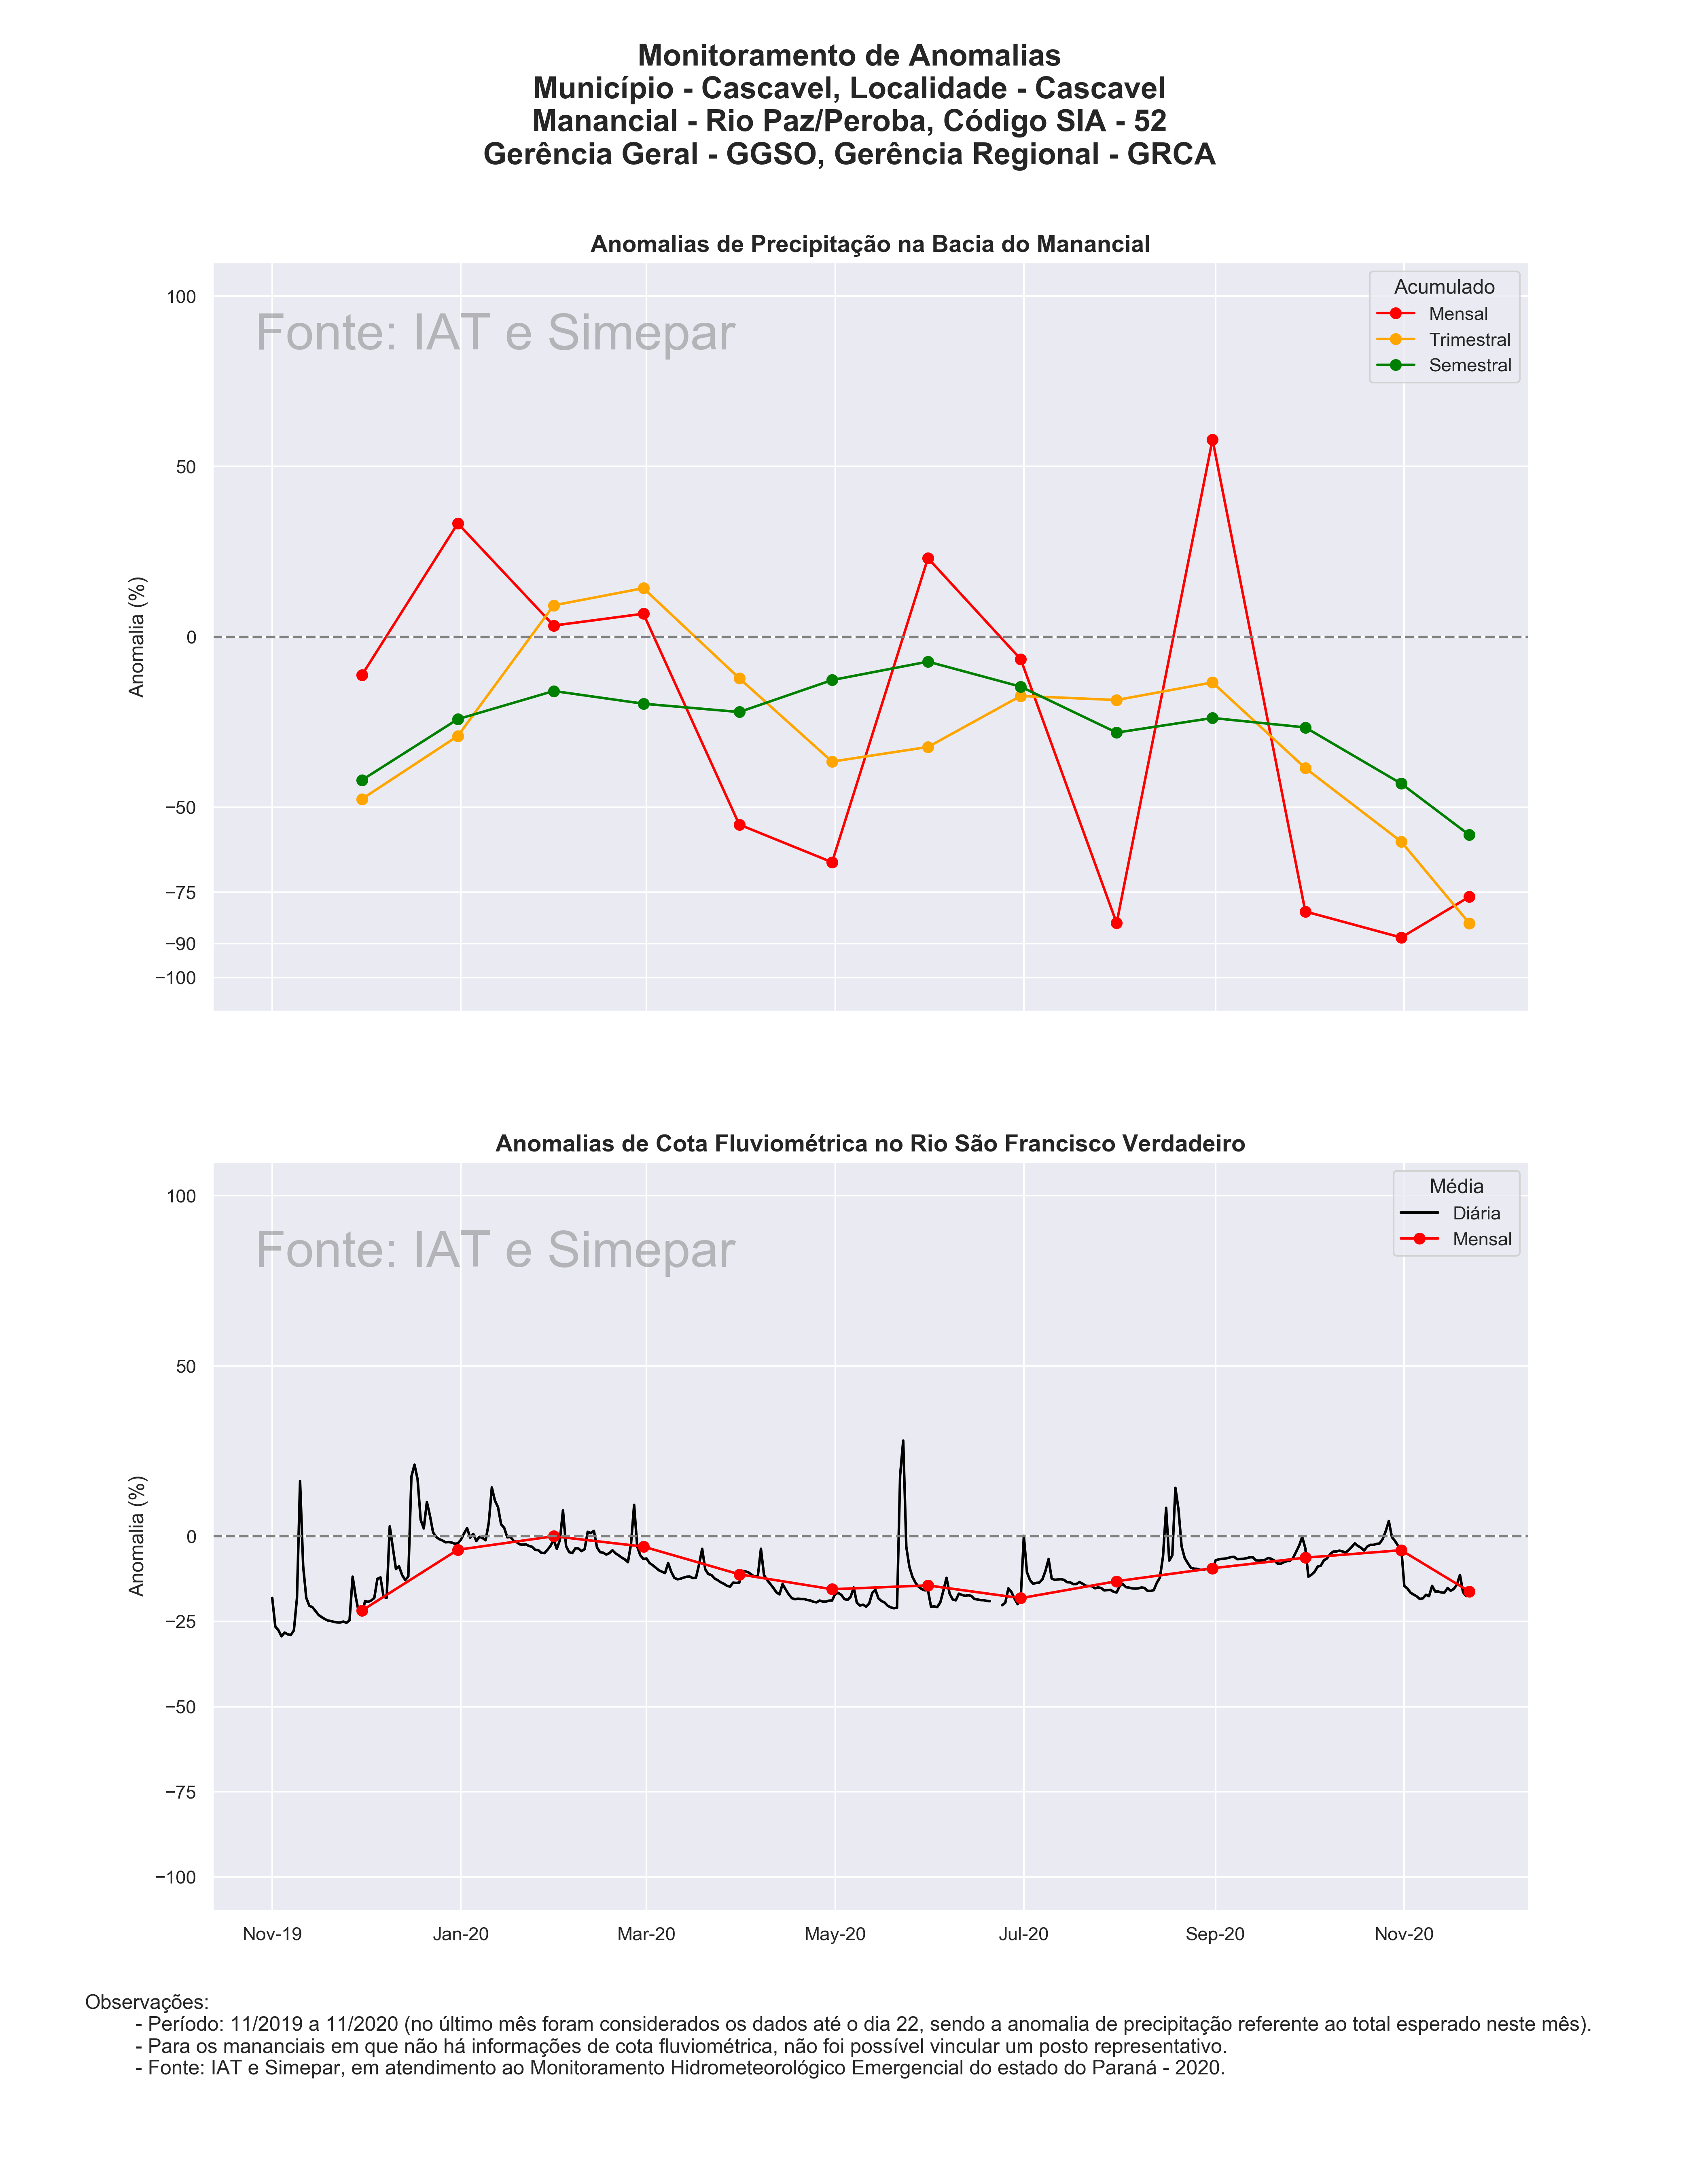 Monitoramento de Anomalias
Município - Cascavel, Localidade - Cascavel
Manancial - Rio Paz/Peroba, Código SIA - 52
Gerência Geral - GGSO, Gerência Regional - GRCA
Anomalias de Precipitação na Bacia do Manancial
Fonte: IAT e Simepar
Acumulado
Mensal
Trimestral
Semestral
Anomalia (%)
100
50
0
−50
−75
−90
−100
Anomalias de Cota Fluviométrica no Rio São Francisco Verdadeiro
Fonte: IAT e Simepar
Média
Diária
Mensal
Anomalia (%)
100
50
0
−25
−50
−75
−100
Nov-19 Jan-20 Mar-20 May-20 Jul-20 Sep-20 Nov-20
Observações:
- Período: 11/2019 a 11/2020 (no último mês foram considerados os dados até o dia 22, sendo a anomalia de precipitação referente ao total esperado neste mês).
- Para os mananciais em que não há informações de cota fluviométrica, não foi possível vincular um posto representativo.
- Fonte: IAT e Simepar, em atendimento ao Monitoramento Hidrometeorológico Emergencial do estado do Paraná - 2020.